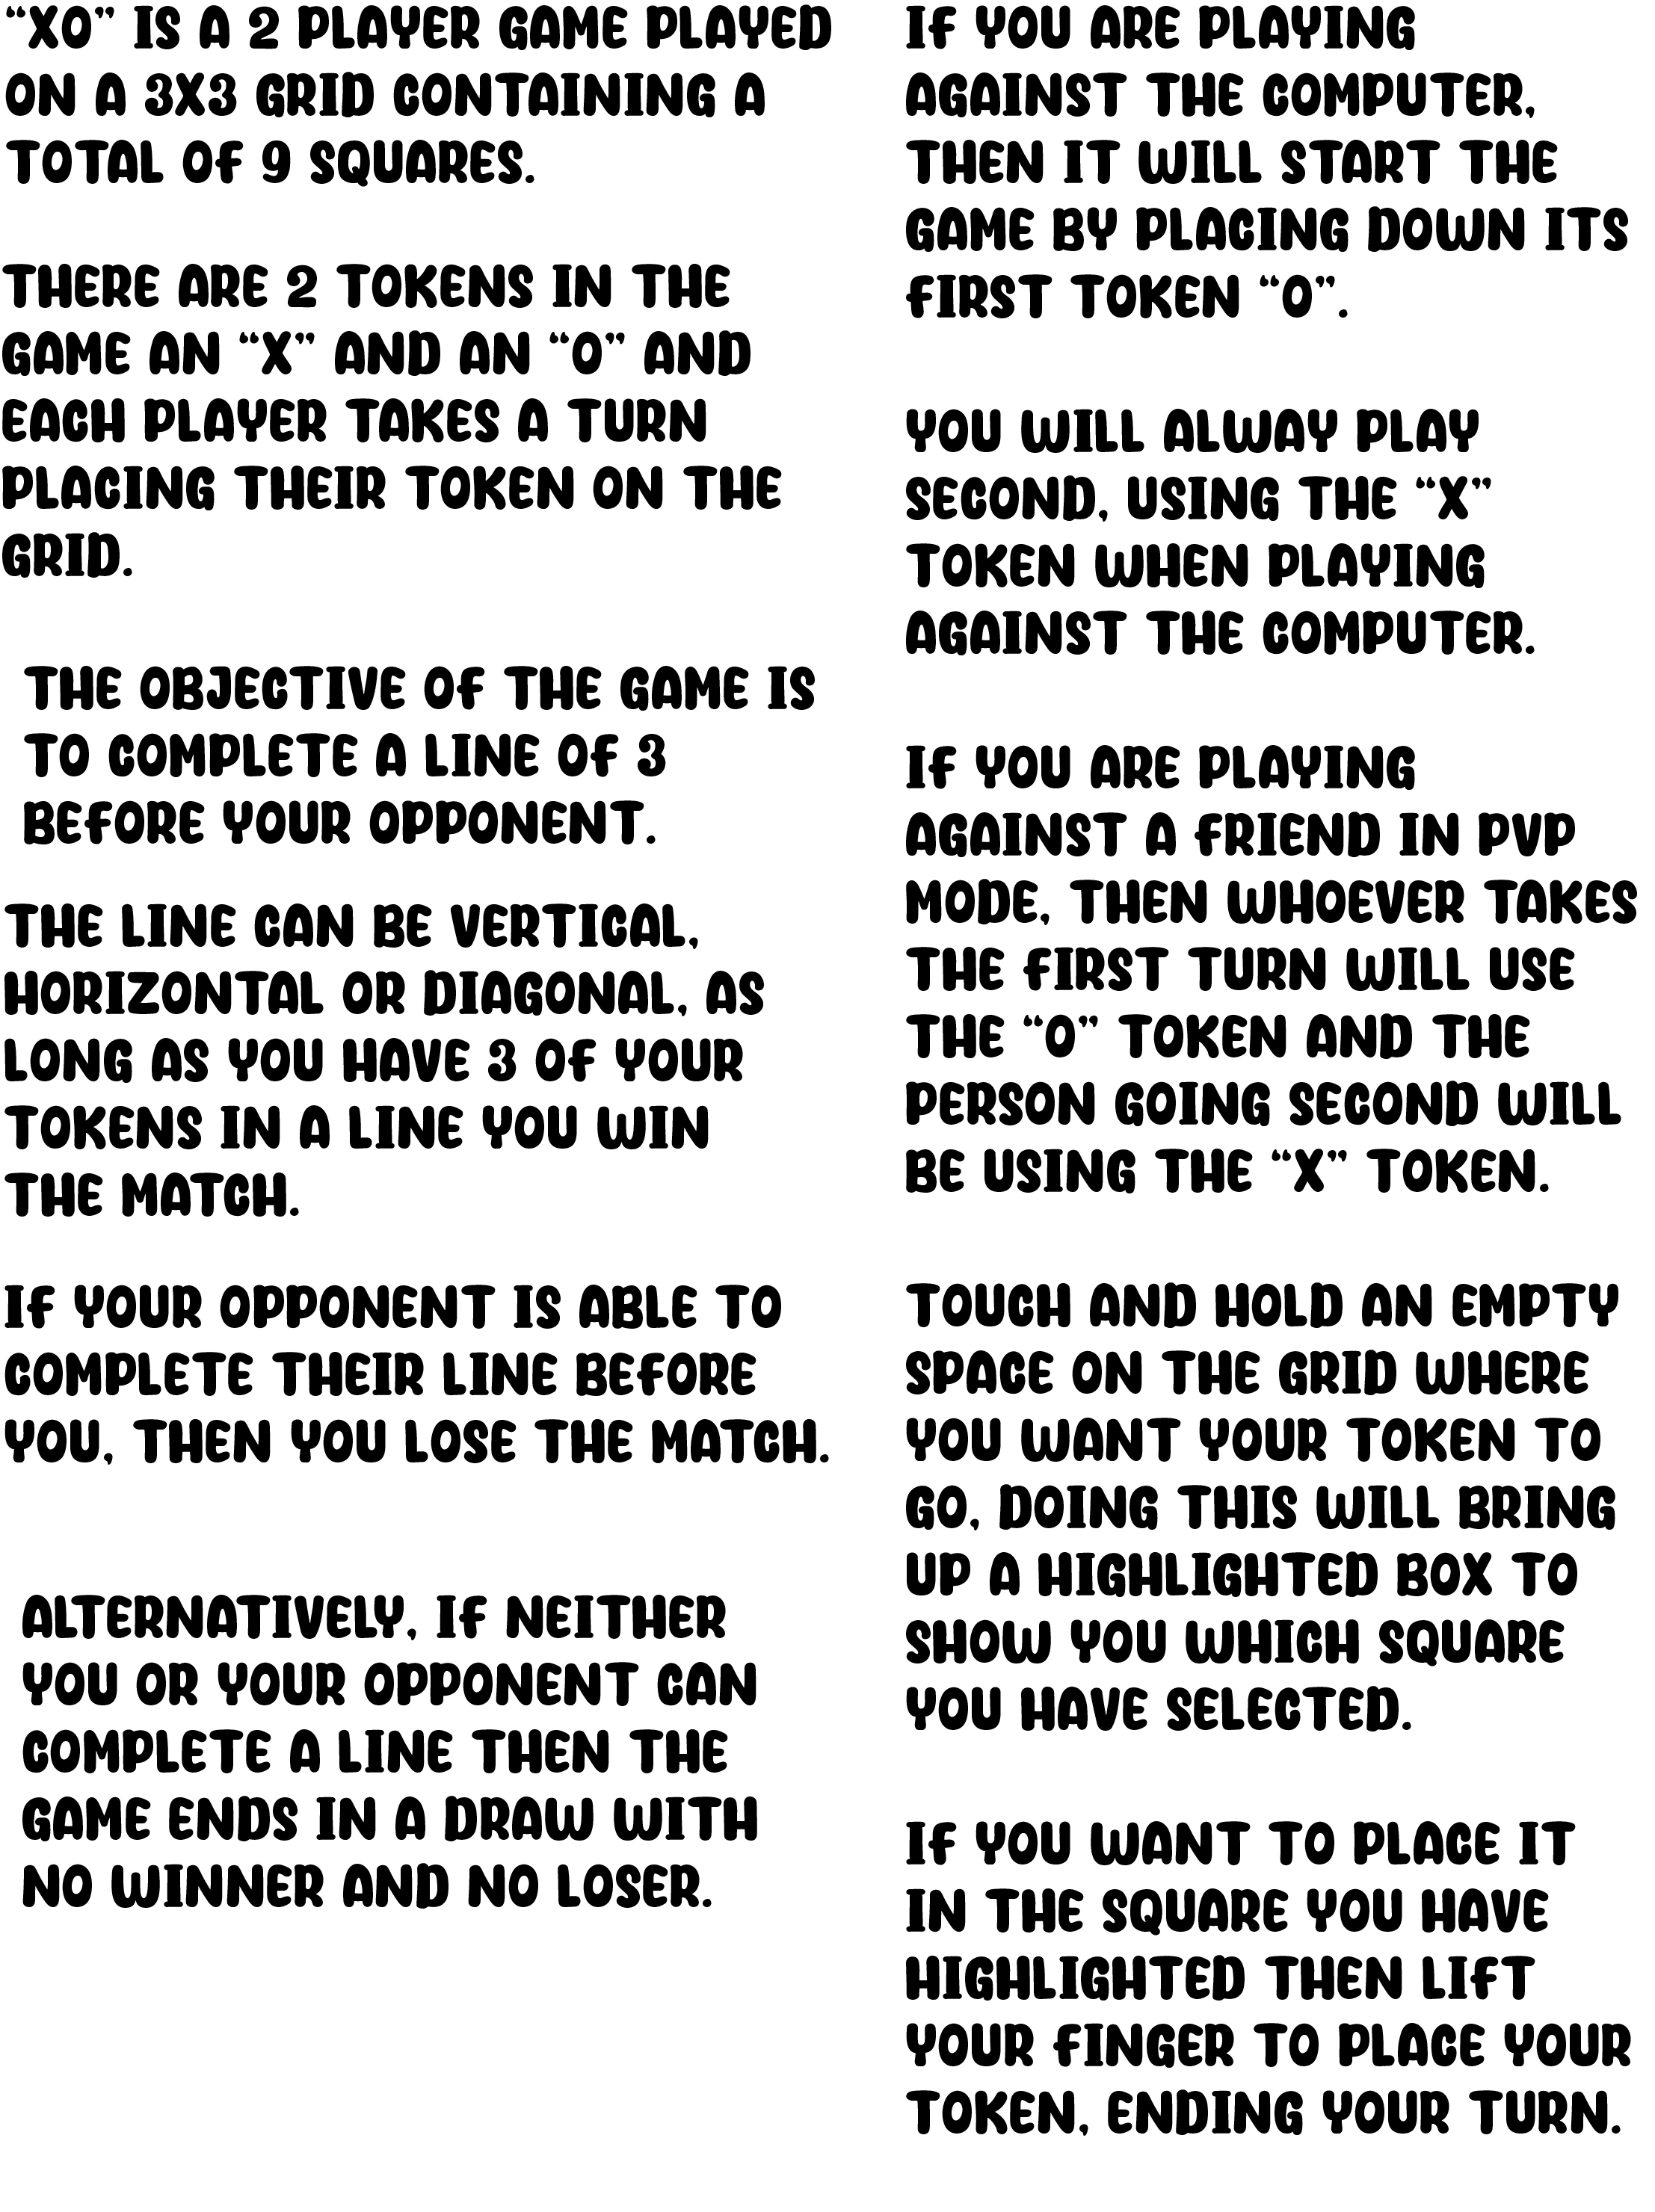 “XO” IS A 2 PLAYER GAME PLAYED
ON A 3X3 GRID CONTAINING A
TOTAL OF 9 SQUARES.
THERE ARE 2 TOKENS IN THE
GAME AN “X” AND AN “O” AND
EACH PLAYER TAKES A TURN
PLACING THEIR TOKEN ON THE
GRID.
THE OBJECTIVE OF THE GAME IS
TO COMPLETE A LINE OF 3
BEFORE YOUR OPPONENT.
THE LINE CAN BE VERTICAL,
HORIZONTAL OR DIAGONAL, AS
LONG AS YOU HAVE 3 OF YOUR
TOKENS IN A LINE YOU WIN
THE MATCH.
IF YOUR OPPONENT IS ABLE TO
COMPLETE THEIR LINE BEFORE
YOU, THEN YOU LOSE THE MATCH.
ALTERNATIVELY, IF NEITHER
YOU OR YOUR OPPONENT CAN
COMPLETE A LINE THEN THE
GAME ENDS IN A DRAW WITH
NO WINNER AND NO LOSER.
IF YOU ARE PLAYING
AGAINST THE COMPUTER,
THEN IT WILL START THE
GAME BY PLACING DOWN ITS
FIRST TOKEN “O”.
YOU WILL ALWAY PLAY
SECOND, USING THE “X”
TOKEN WHEN PLAYING
AGAINST THE COMPUTER.
IF YOU ARE PLAYING
AGAINST A FRIEND IN PVP
MODE, THEN WHOEVER TAKES
THE FIRST TURN WILL USE
THE “O” TOKEN AND THE
PERSON GOING SECOND WILL
BE USING THE “X” TOKEN.
TOUCH AND HOLD AN EMPTY
SPACE ON THE GRID WHERE
YOU WANT YOUR TOKEN TO
GO, DOING THIS WILL BRING
UP A HIGHLIGHTED BOX TO
SHOW YOU WHICH SQUARE
YOU HAVE SELECTED.
IF YOU WANT TO PLACE IT
IN THE SQUARE YOU HAVE
HIGHLIGHTED THEN LIFT
YOUR FINGER TO PLACE YOUR
TOKEN, ENDING YOUR TURN.